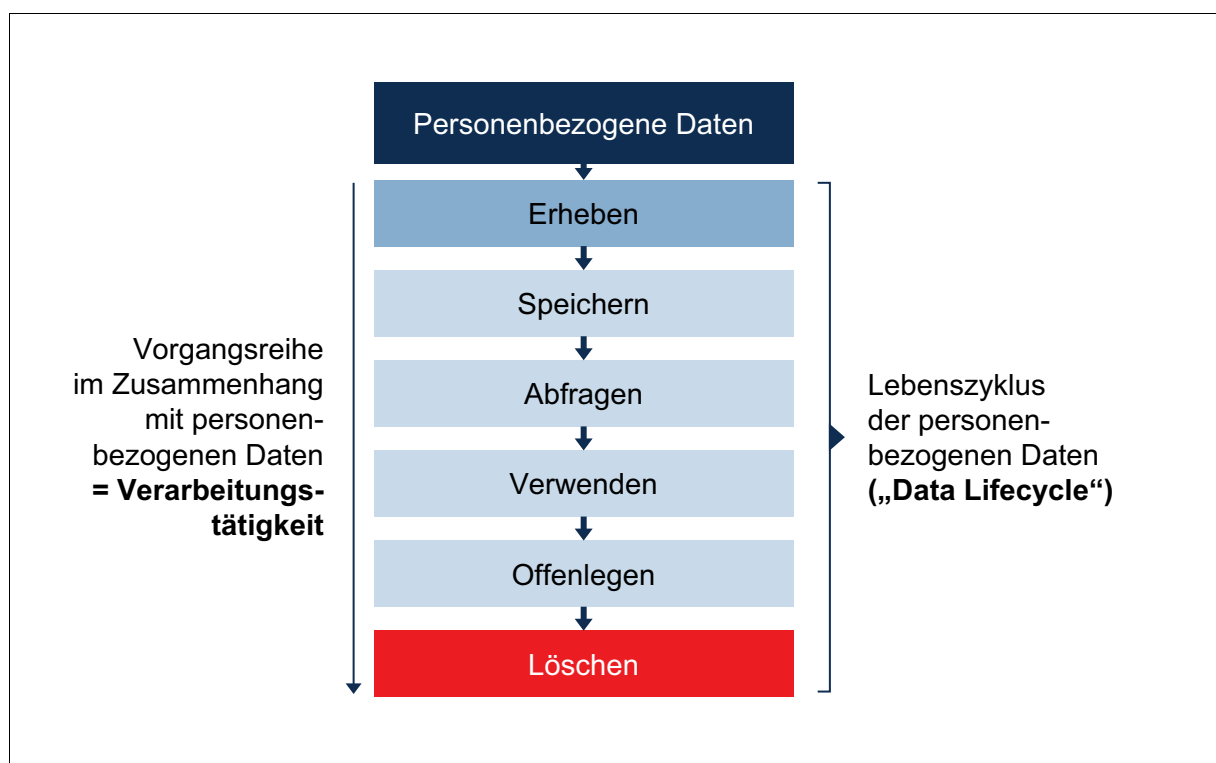 Personenbezogene Daten
Erheben
Speichern
Abfragen
Verwenden
Offenlegen
Löschen
Vorgangsreihe
im Zusammenhang
mit personen-
bezogenen Daten
= Verarbeitungs-
tätigkeit
Lebenszyklus
der personen-
bezogenen Daten
(„Data Lifecycle“)